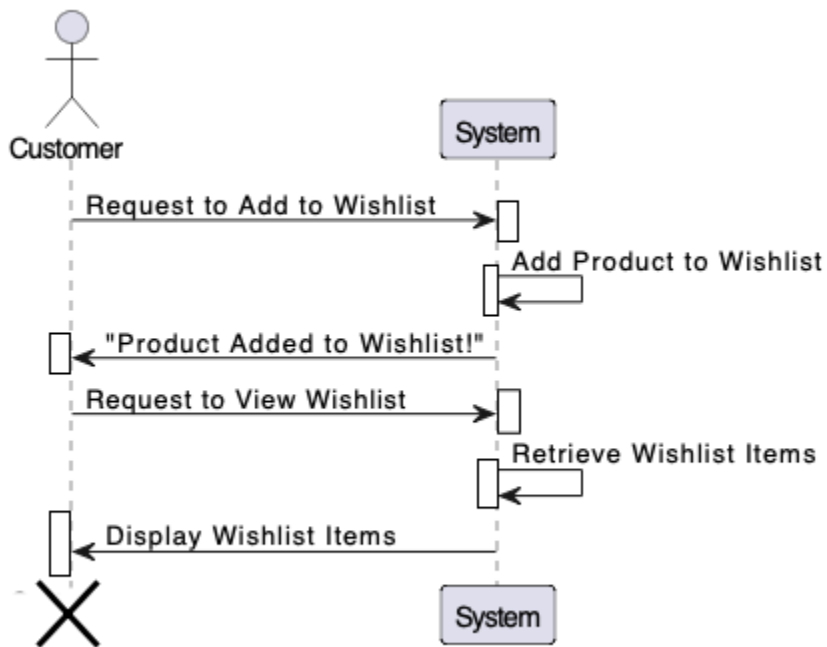 Customer
System
Request to Add to Wishlist
Add Product to Wishlist
"Product Added to Wishlist!"
Request to View Wishlist
Retrieve Wishlist Items
Display Wishlist Items
System